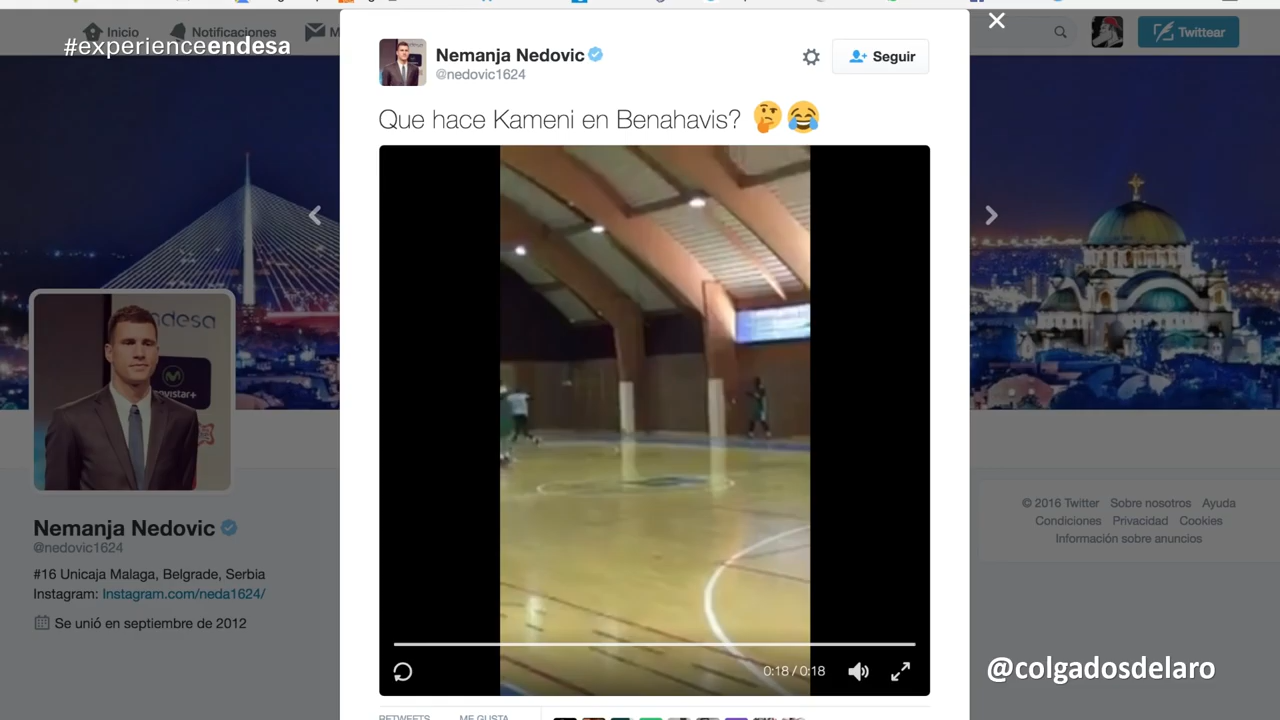 Inicio
Notificaciones
M
#experienceendesa
Twittear
Nemanja Nedovic
@nedovic1624
Seguir
Que hace Kameni en Benahavis? 🤔😂
endesa
movistar+
Nemanja Nedovic
@nedovic1624
#16 Unicaja Malaga, Belgrade, Serbia
Instagram: Instagram.com/neda1624/
Se unió en septiembre de 2012
0:18 / 0:18
RETWEETS
ME GUSTA
© 2016 Twitter Sobre nosotros Ayuda
Condiciones Privacidad Cookies
Información sobre anuncios
@colgadosdelaro